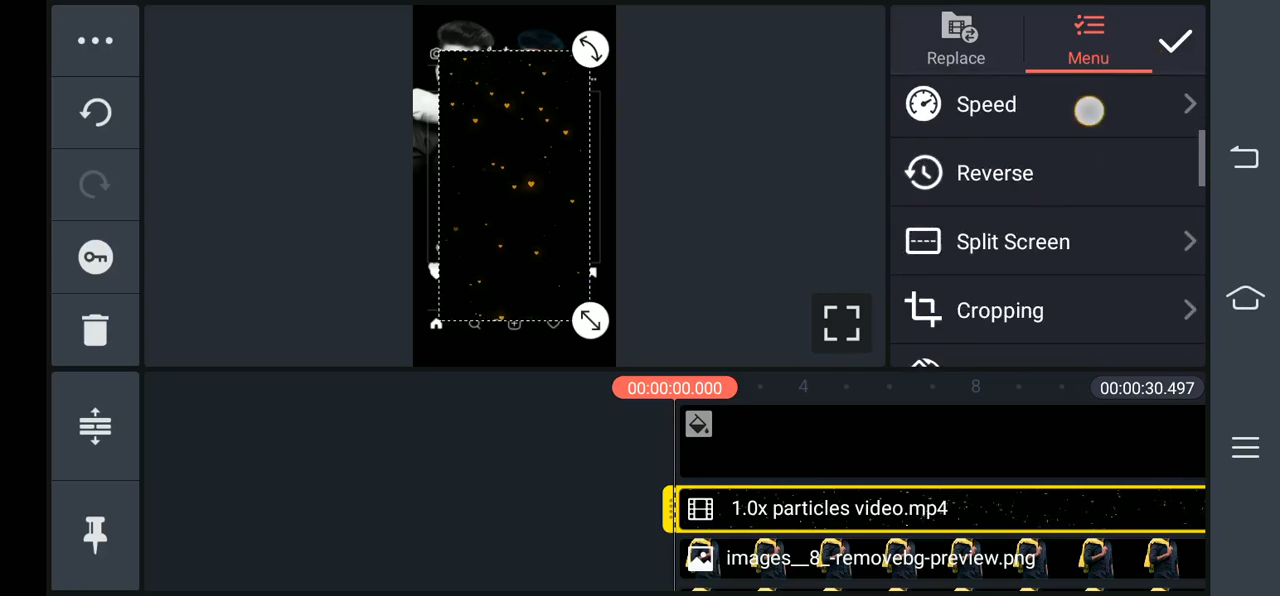 Replace
Menu
Speed
Reverse
Split Screen
Cropping
00:00:00.000
4
8
00:00:30.497
1.0x particles video.mp4
images__8_-removebg-preview.png